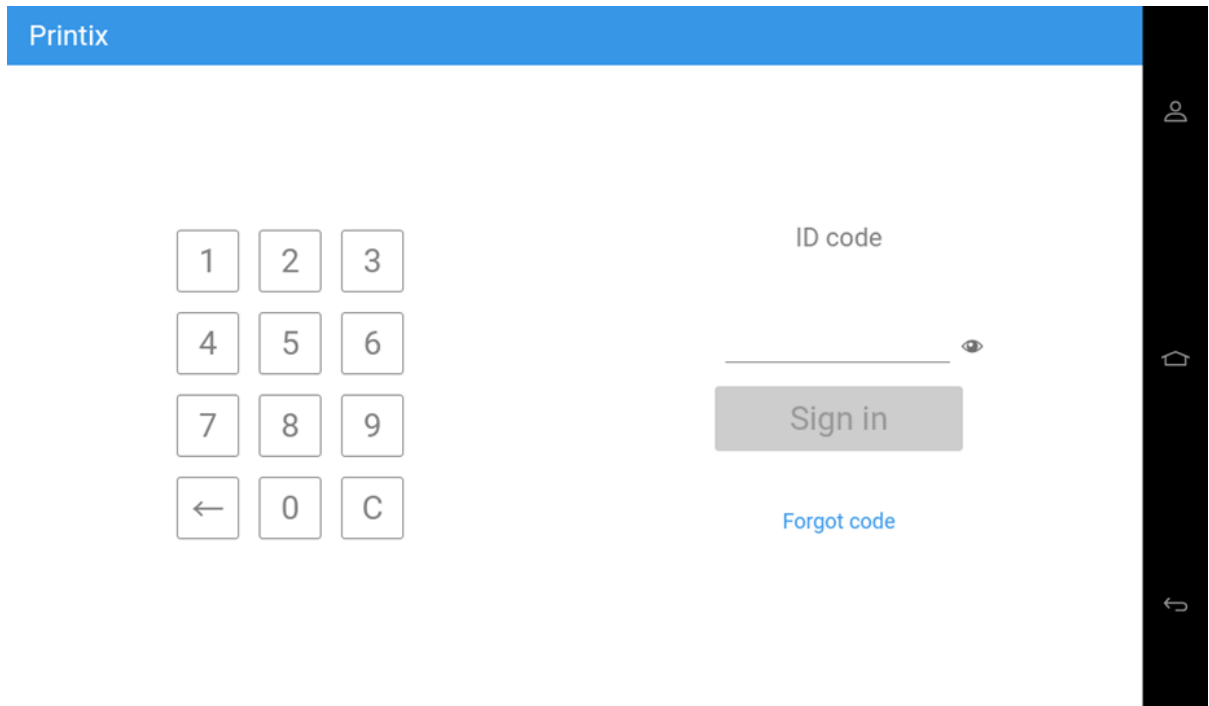 Printix
1 2 3
4 5 6
7 8 9
← 0 C
ID code
Sign in
Forgot code